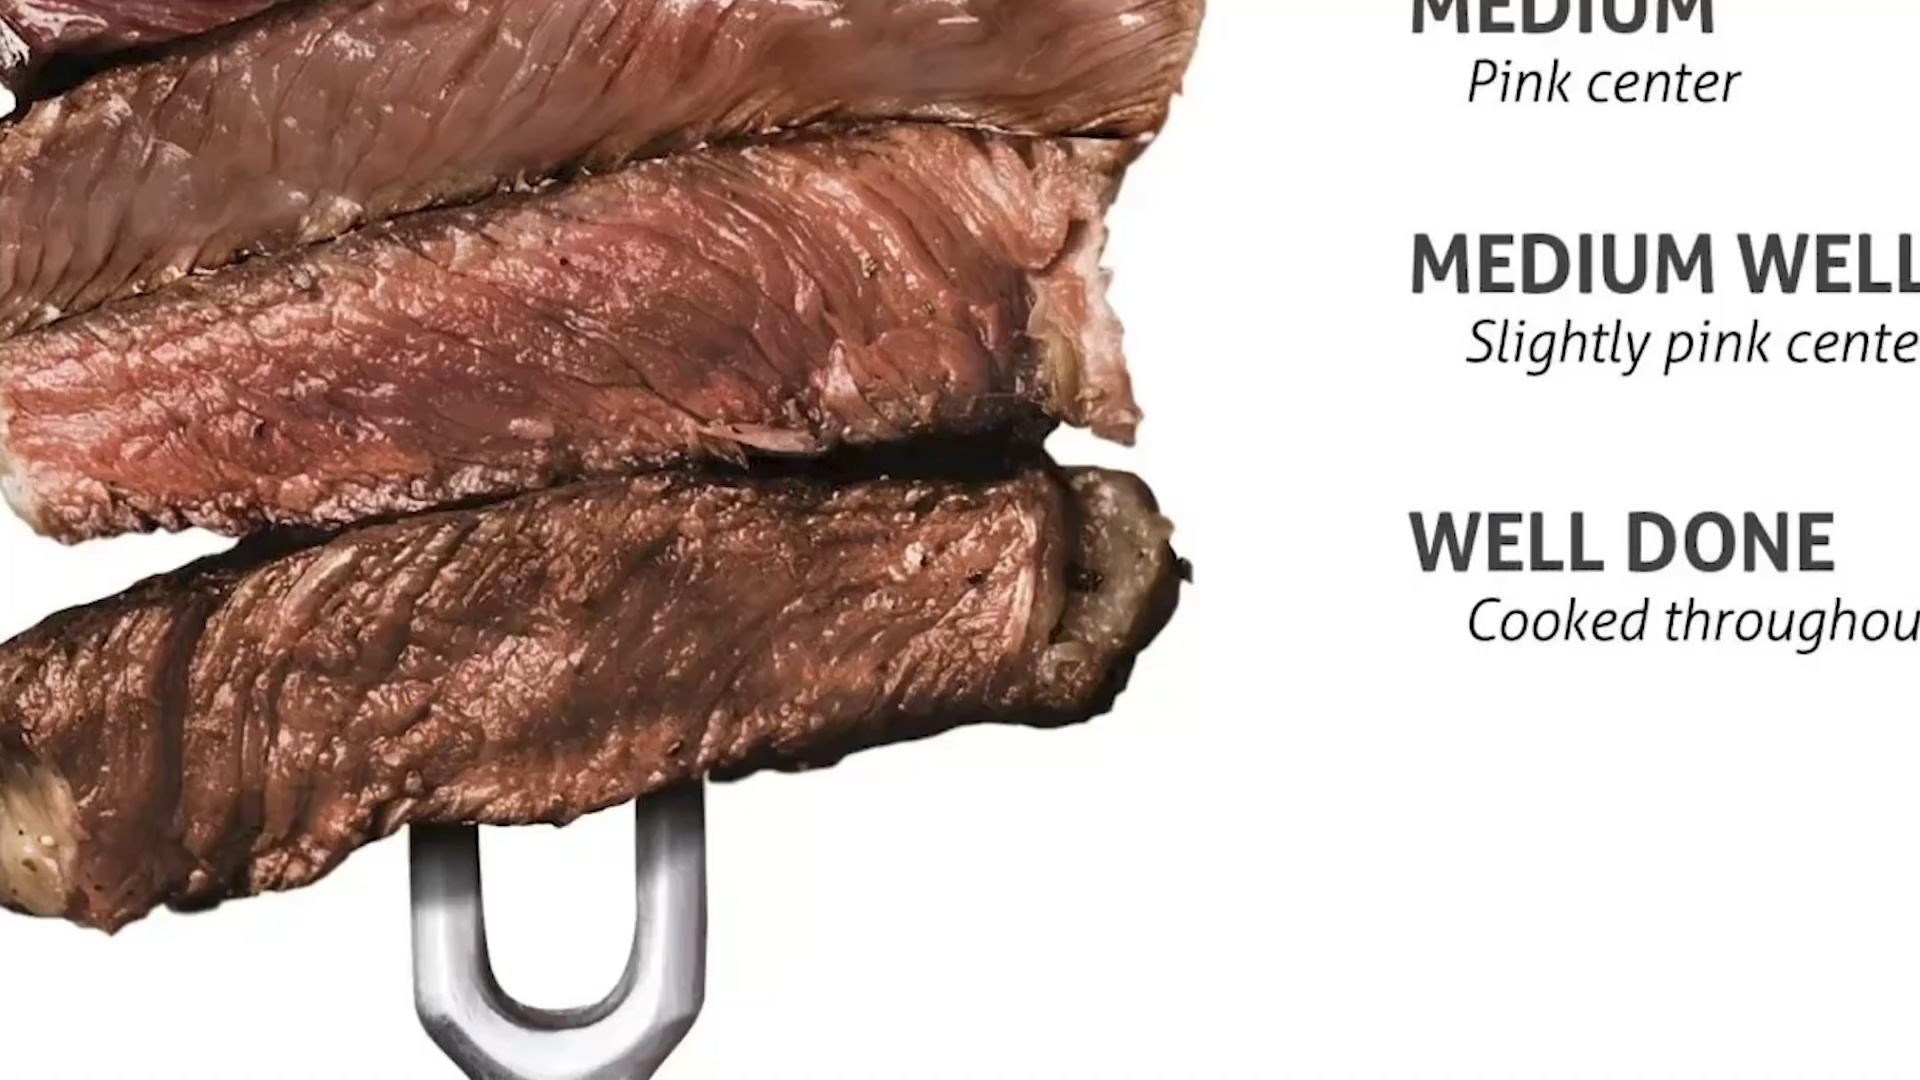 MEDIUM
Pink center
MEDIUM WELL
Slightly pink cente
WELL DONE
Cooked throughou